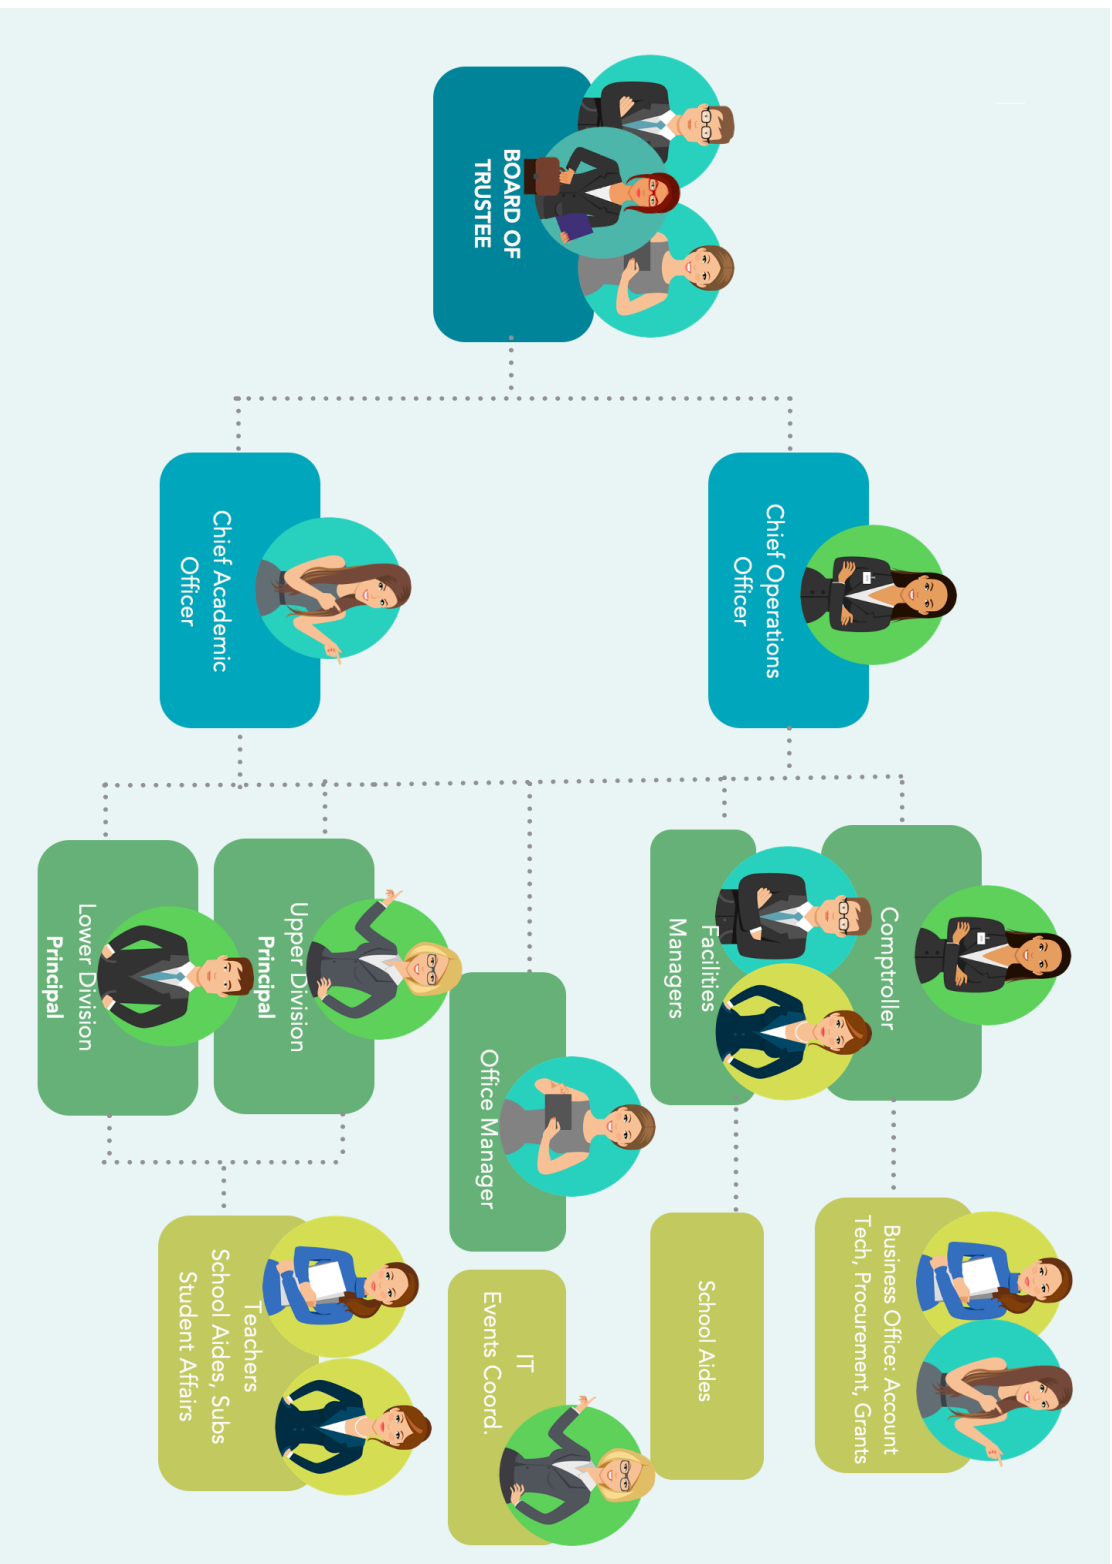 BOARD OF
TRUSTEE
Chief Academic
Officer
Chief Operations
Officer
Lower Division
Principal
Upper Division
Principal
Office Manager
Facilities
Managers
Comptroller
Teachers
School Aides, Subs
Student Affairs
IT
Events Coord.
School Aides
Business Office: Account
Tech, Procurement, Grants